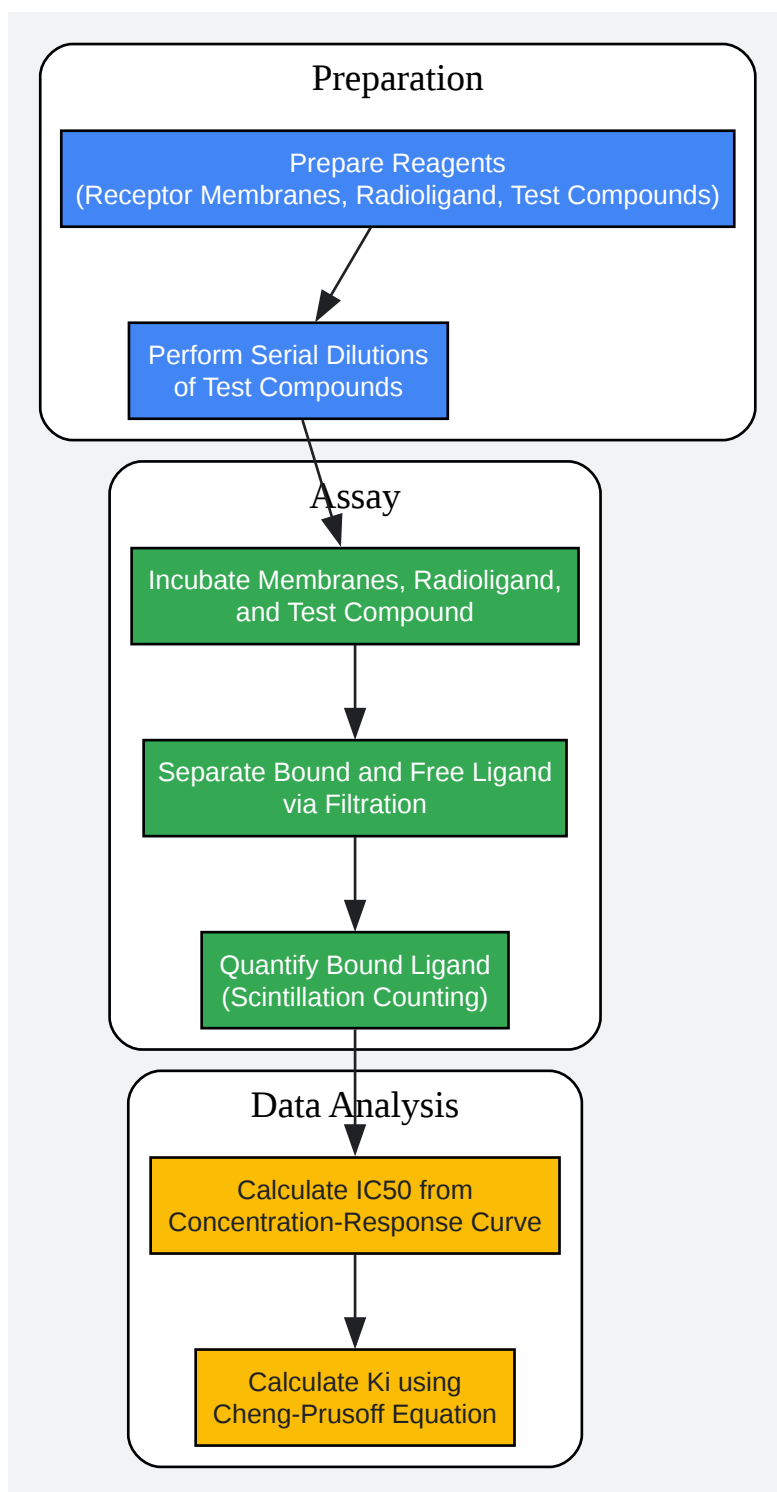 Preparation
Prepare Reagents
(Receptor Membranes, Radioligand, Test Compounds)
Perform Serial Dilutions
of Test Compounds
Assay
Incubate Membranes, Radioligand,
and Test Compound
Separate Bound and Free Ligand
via Filtration
Quantify Bound Ligand
(Scintillation Counting)
Data Analysis
Calculate IC50 from
Concentration-Response Curve
Calculate Ki using
Cheng-Prusoff Equation